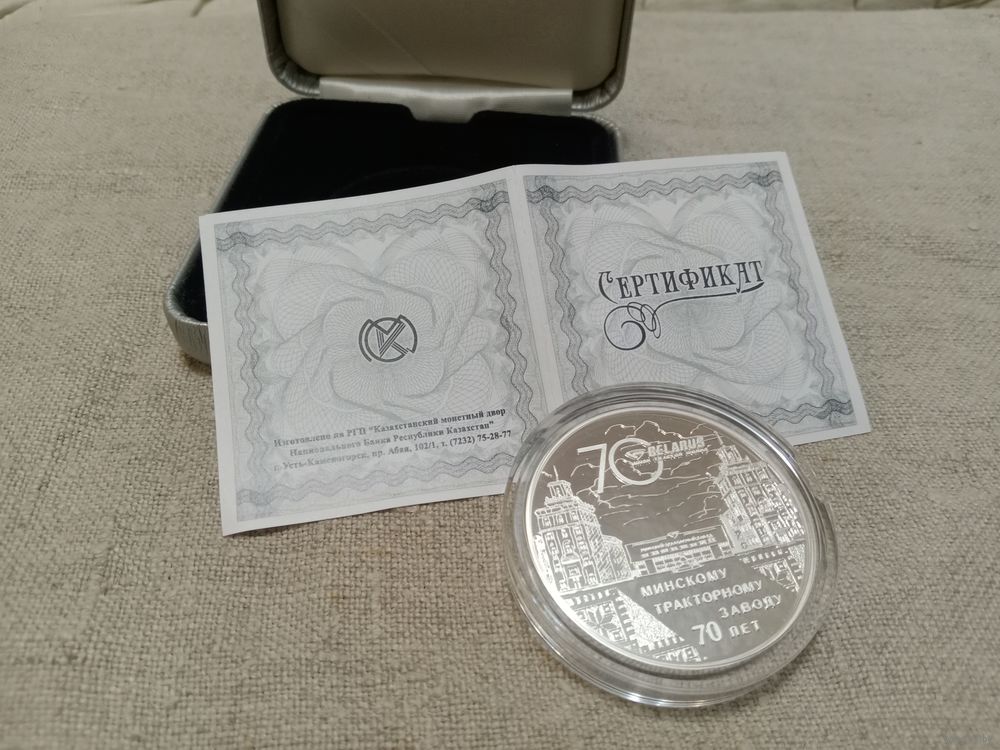 Изготовлено на РГП "Казахстанский монетный двор
Национального Банка Республики Казахстан"
г. Усть-Каменогорск, пр. Абая, 102/1, т. (7232) 75-28-77
СЕРТИФИКАТ
70 BELARUS
МИНСКОМУ
ТРАКТОРНОМУ
ЗАВОДУ
70 ЛЕТ